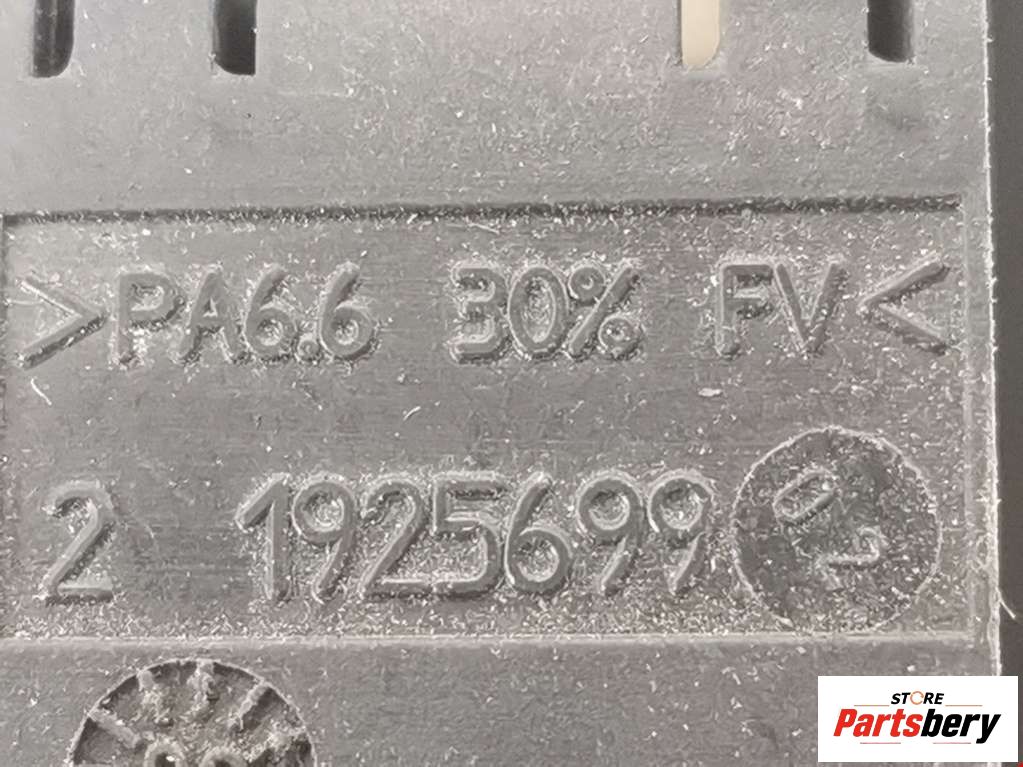 >PA6.6 30% FV<
2 1925699
STORE
Partsbery